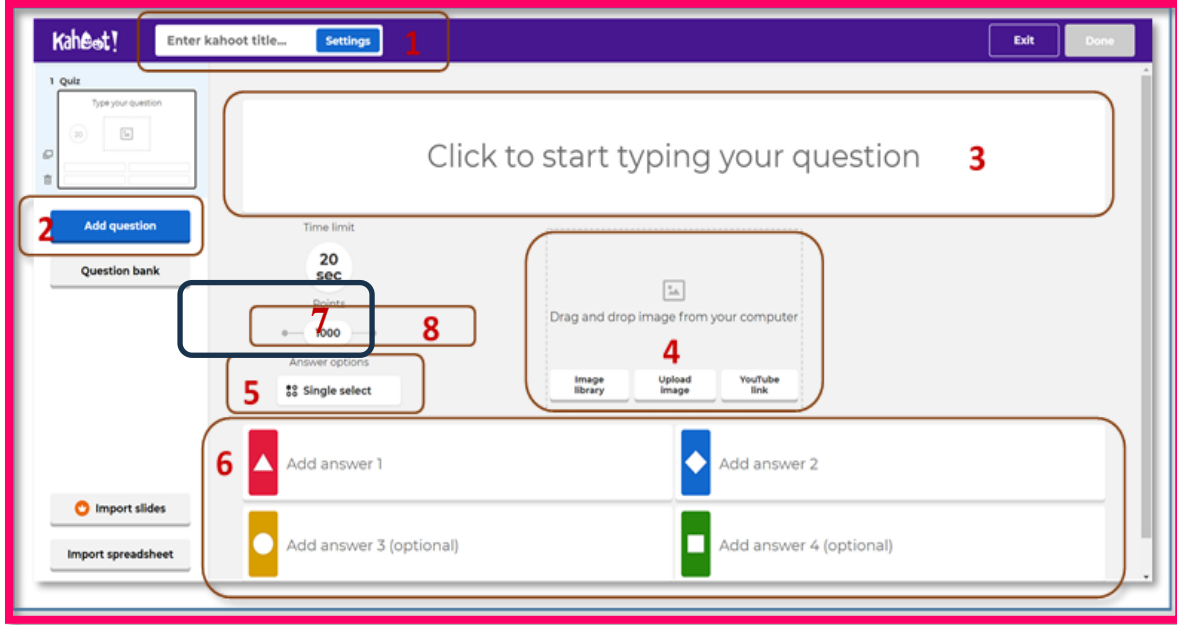 Kahoot!
Enter kahoot title...
Settings
1
Exit
Done
1 Quiz
Type your question
20
Click to start typing your question
3
2
Add question
Time limit
20
sec
Question bank
Points
7
1000
8
Drag and drop image from your computer
4
Answer options
5
Single select
Image
library
Upload
image
YouTube
link
6
Add answer 1
Add answer 2
Import slides
Add answer 3 (optional)
Add answer 4 (optional)
Import spreadsheet